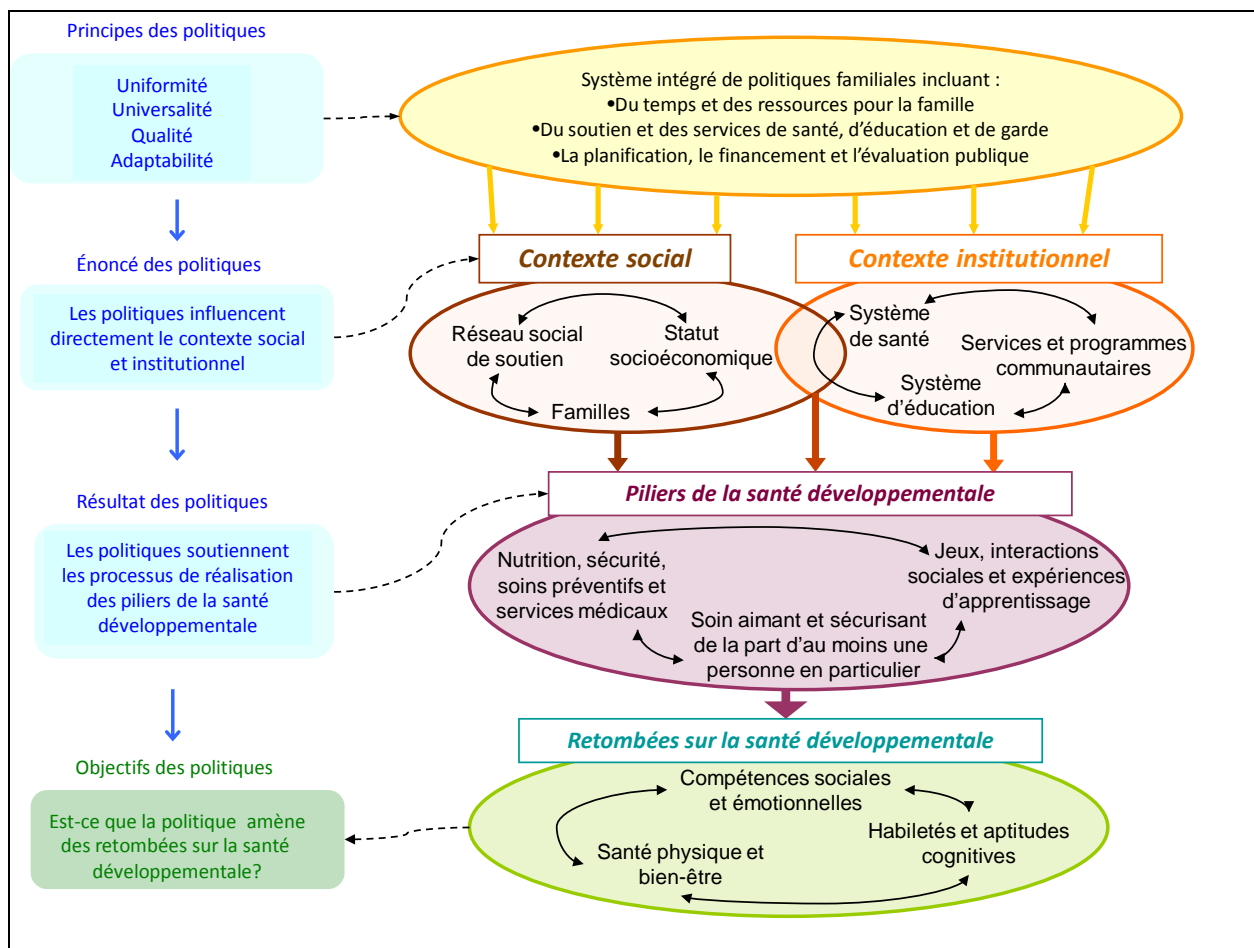 Principes des politiques
Uniformité
Universalité
Qualité
Adaptabilité
Système intégré de politiques familiales incluant :
•Du temps et des ressources pour la famille
•Du soutien et des services de santé, d'éducation et de garde
•La planification, le financement et l'évaluation publique
Énoncé des politiques
Les politiques influencent
directement le contexte social
et institutionnel
Contexte social
Réseau social
de soutien
Statut
socioéconomique
Familles
Contexte institutionnel
Système
de santé
Services et programmes
communautaires
Système
d'éducation
Résultat des politiques
Les politiques soutiennent
les processus de réalisation
des piliers de la santé
développementale
Piliers de la santé développementale
Nutrition, sécurité,
soins préventifs et
services médicaux
Jeux, interactions
sociales et expériences
d'apprentissage
Soin aimant et sécurisant
de la part d'au moins une
personne en particulier
Objectifs des politiques
Est-ce que la politique  amène
des retombées sur la santé
développementale?
Retombées sur la santé développementale
Compétences sociales
et émotionnelles
Habiletés et aptitudes
cognitives
Santé physique et
bien-être